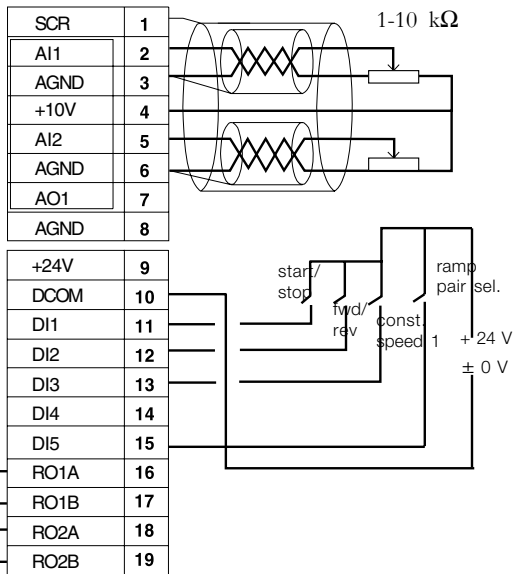 1-10 kΩ
SCR 1
AI1 2
AGND 3
+10V 4
AI2 5
AGND 6
AO1 7
AGND 8
+24V 9
DCOM 10
DI1 11
DI2 12
DI3 13
DI4 14
DI5 15
RO1A 16
RO1B 17
RO2A 18
RO2B 19
start/
stop
fwd/
rev
const.
speed 1
ramp
pair sel.
+ 24 V
± 0 V